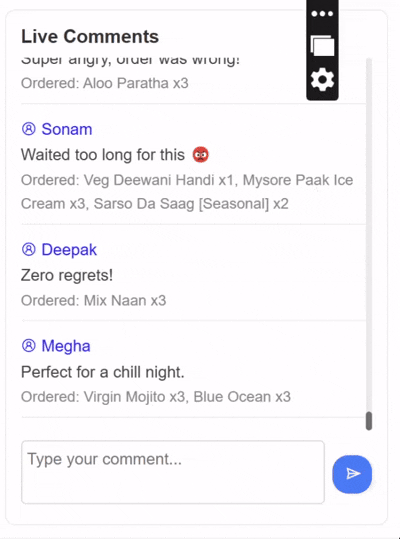 Live Comments
Super angry, order was wrong!
Ordered: Aloo Paratha x3
Sonam
Waited too long for this 😡
Ordered: Veg Deewani Handi x1, Mysore Paak Ice
Cream x3, Sarso Da Saag [Seasonal] x2
Deepak
Zero regrets!
Ordered: Mix Naan x3
Megha
Perfect for a chill night.
Ordered: Virgin Mojito x3, Blue Ocean x3
Type your comment...